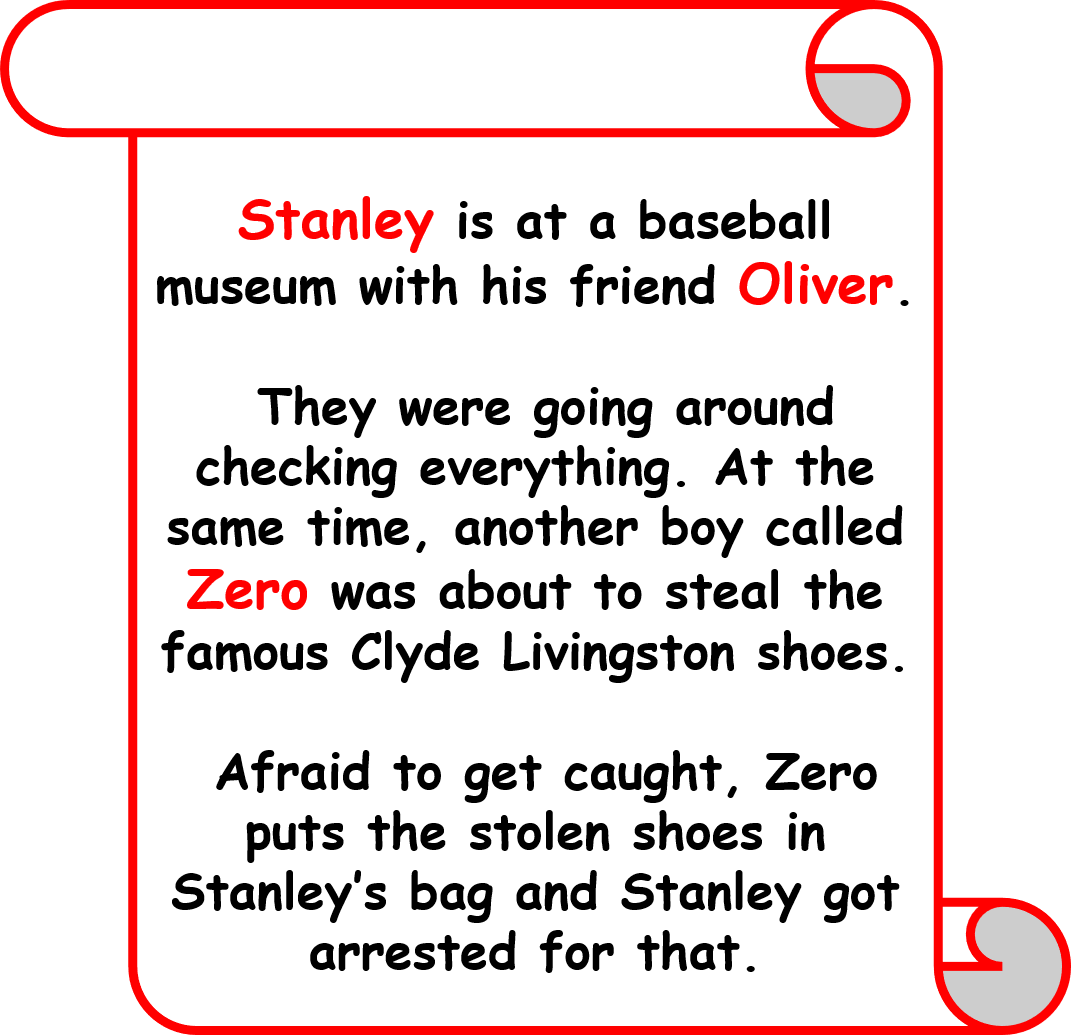 Stanley is at a baseball
museum with his friend Oliver.
They were going around
checking everything. At the
same time, another boy called
Zero was about to steal the
famous Clyde Livingston shoes.
Afraid to get caught, Zero
puts the stolen shoes in
Stanley's bag and Stanley got
arrested for that.